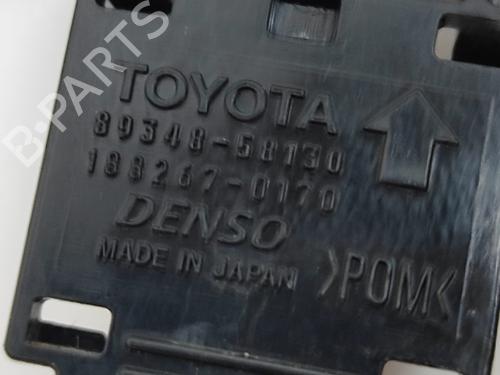 B-PARTS
TOYOTA
89348-58130
188267-0170
DENSO
MADE IN JAPAN
>POM<